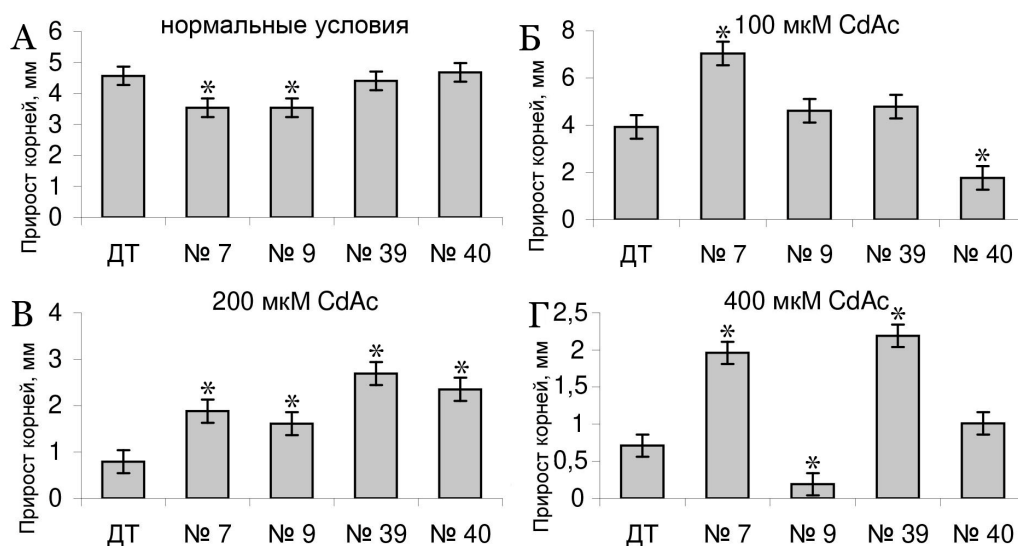 А
нормальные условия
Прирост корней, мм
6
5
4
3
2
1
0
*
*
ДТ № 7 № 9 № 39 № 40
Б
100 мкМ CdAc
Прирост корней, мм
8
6
4
2
0
*
*
ДТ № 7 № 9 № 39 № 40
В
200 мкМ CdAc
Прирост корней, мм
4
3
2
1
0
*
*
*
*
ДТ № 7 № 9 № 39 № 40
Г
400 мкМ CdAc
Прирост корней, мм
2,5
2
1,5
1
0,5
0
*
*
*
ДТ № 7 № 9 № 39 № 40